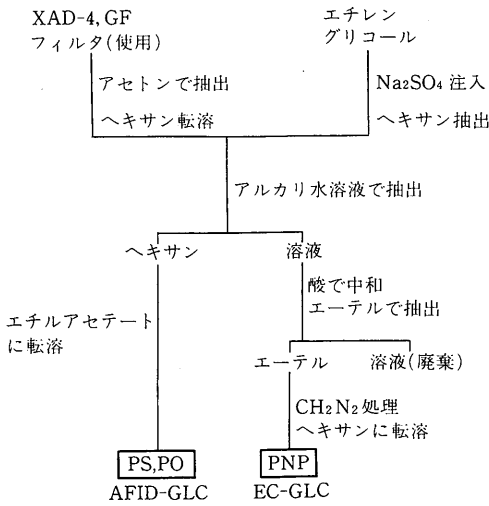 XAD-4, GF
フィルタ(使用)
エチレン
グリコール
アセトンで抽出
ヘキサン転溶
Na2SO4 注入
ヘキサン抽出
アルカリ水溶液で抽出
ヘキサン
溶液
酸で中和
エーテルで抽出
エチルアセテート
に転溶
エーテル
溶液(廃棄)
CH2N2処理
ヘキサンに転溶
PS,PO
PNP
AFID-GLC
EC-GLC